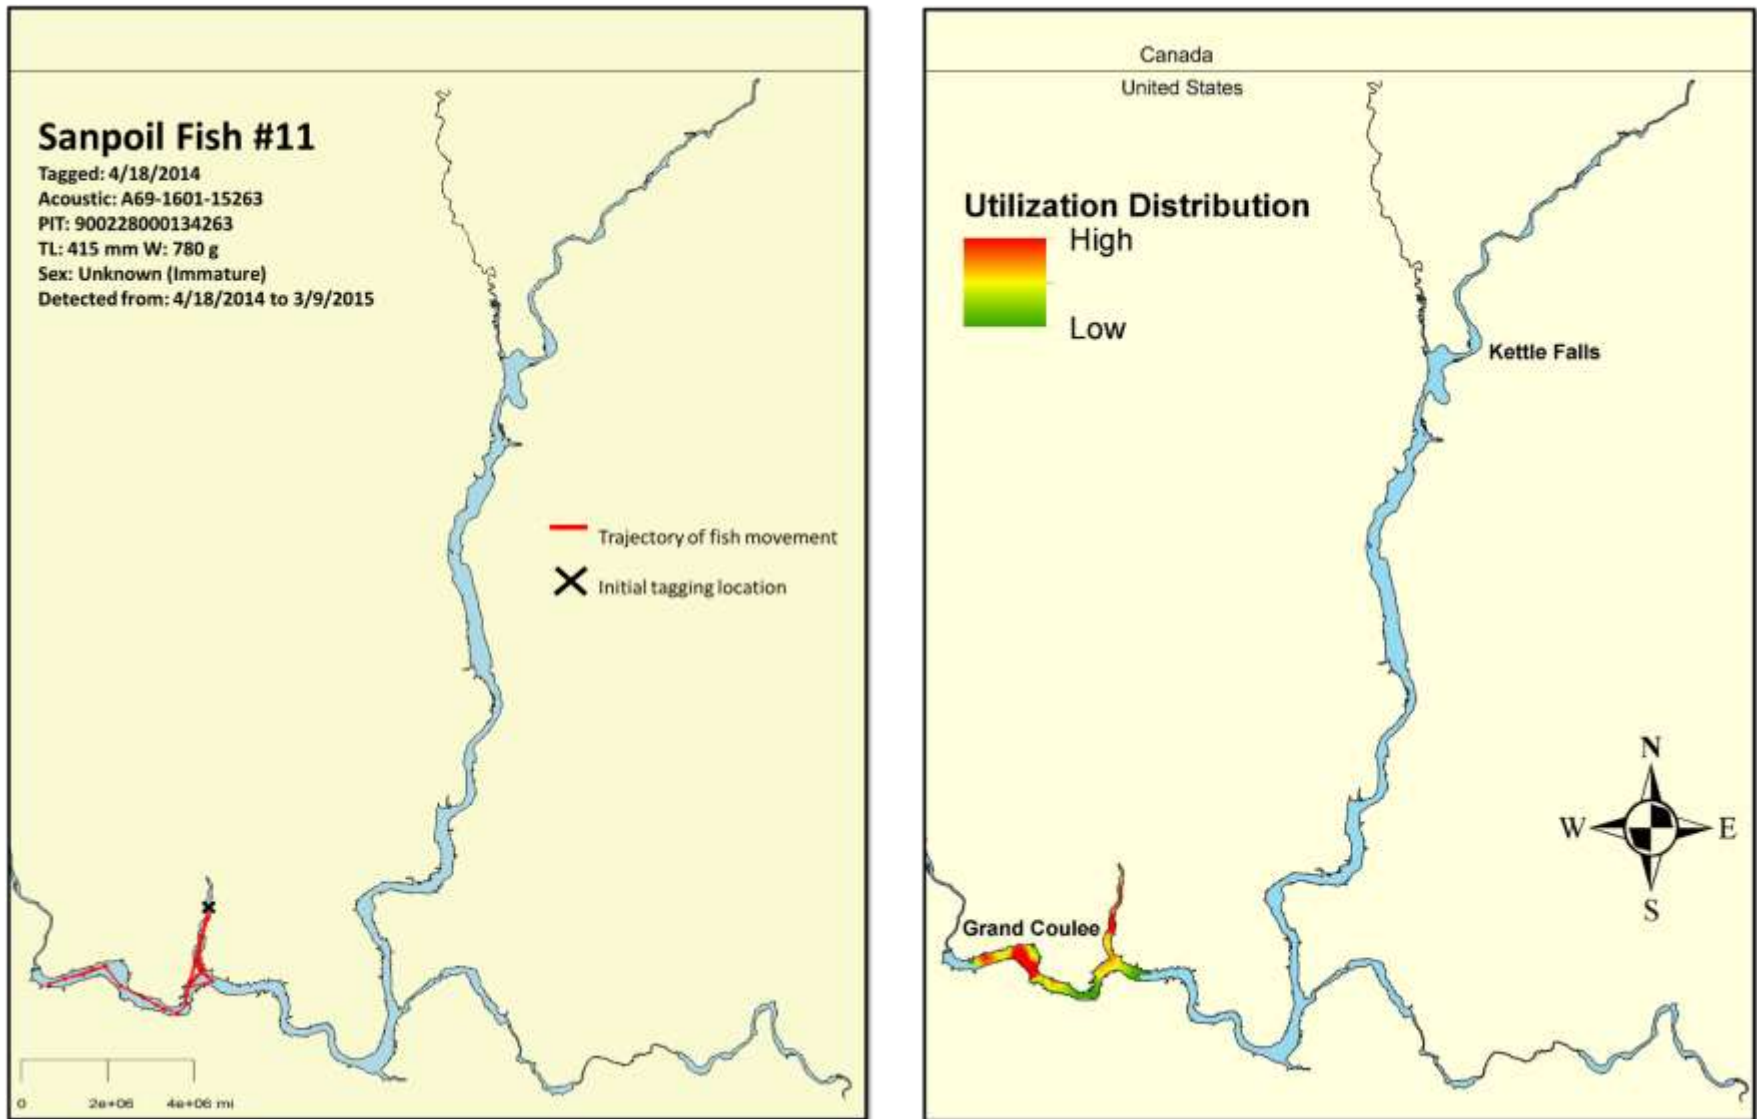 Sanpoil Fish #11
Tagged: 4/18/2014
Acoustic: A69-1601-15263
PIT: 900228000134263
TL: 415 mm W: 780 g
Sex: Unknown (Immature)
Detected from: 4/18/2014 to 3/9/2015
Trajectory of fish movement
Initial tagging location
0 2e+06 4e+06 mi
Canada
United States
Utilization Distribution
High
Low
Kettle Falls
Grand Coulee
N
W E
S